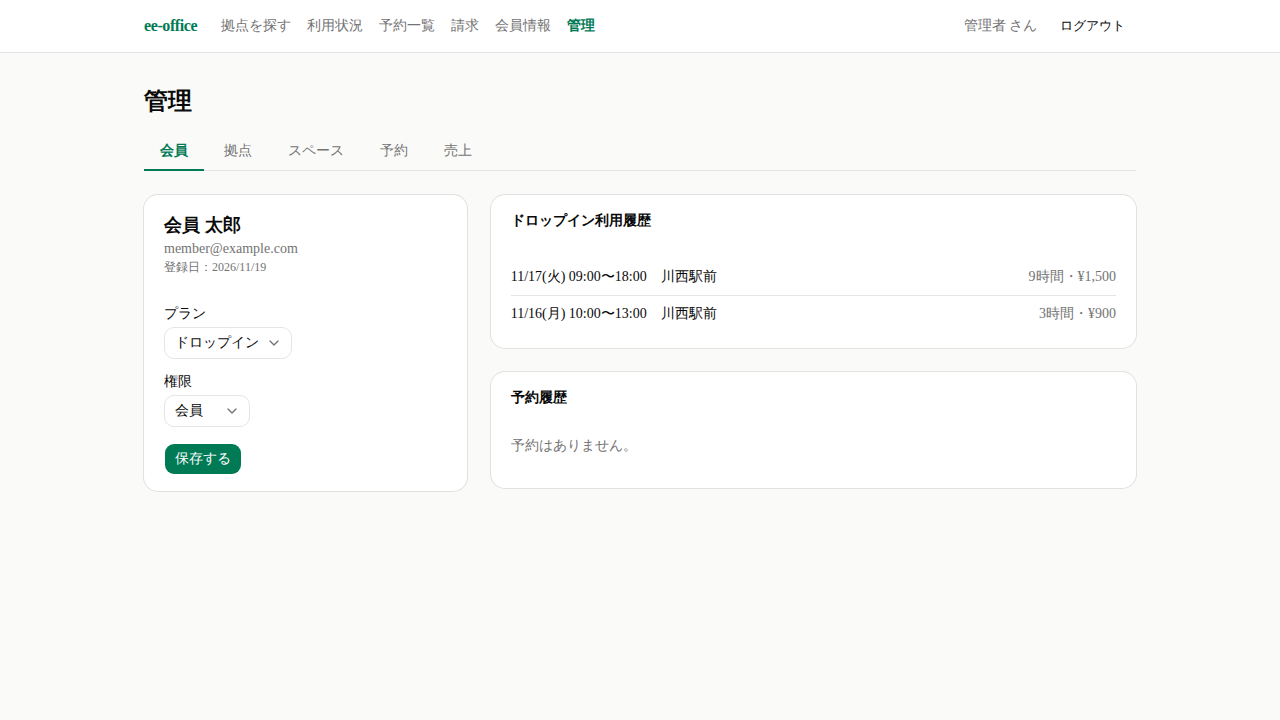 ee-office 拠点を探す 利用状況 予約一覧 請求 会員情報 管理 管理者 さん ログアウト
管理
会員 拠点 スペース 予約 売上
会員 太郎
member@example.com
登録日：2026/11/19
プラン
ドロップイン
権限
会員
保存する
ドロップイン利用履歴
11/17(火) 09:00〜18:00 川西駅前 9時間・¥1,500
11/16(月) 10:00〜13:00 川西駅前 3時間・¥900
予約履歴
予約はありません。